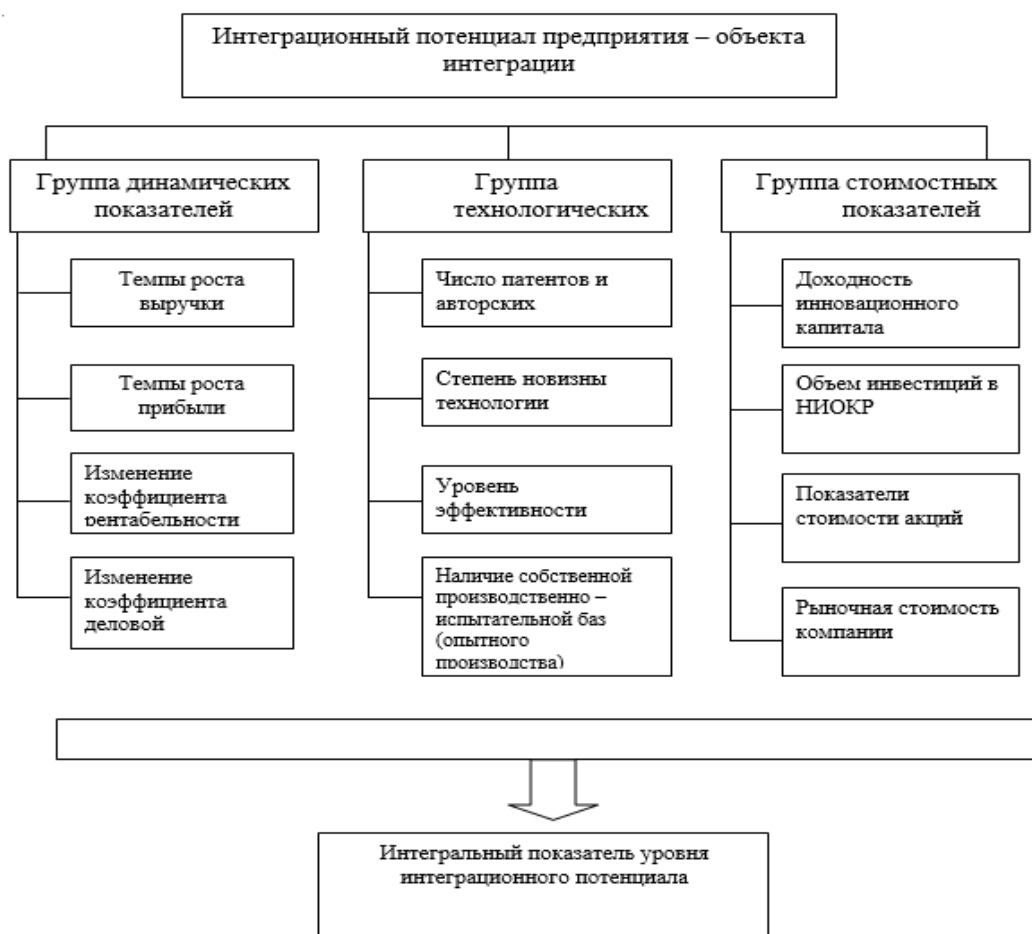 Интеграционный потенциал предприятия – объекта
интеграции
Группа динамических
показателей
Темпы роста
выручки
Темпы роста
прибыли
Изменение
коэффициента
рентабельности
Изменение
коэффициента
деловой
Группа
технологических
Число патентов и
авторских
Степень новизны
технологии
Уровень
эффективности
Наличие собственной
производственно –
испытательной баз
(опытного
производства)
Группа стоимостных
показателей
Доходность
инновационного
капитала
Объем инвестиций в
НИОКР
Показатели
стоимости акций
Рыночная стоимость
компании
Интегральный показатель уровня
интеграционного потенциала